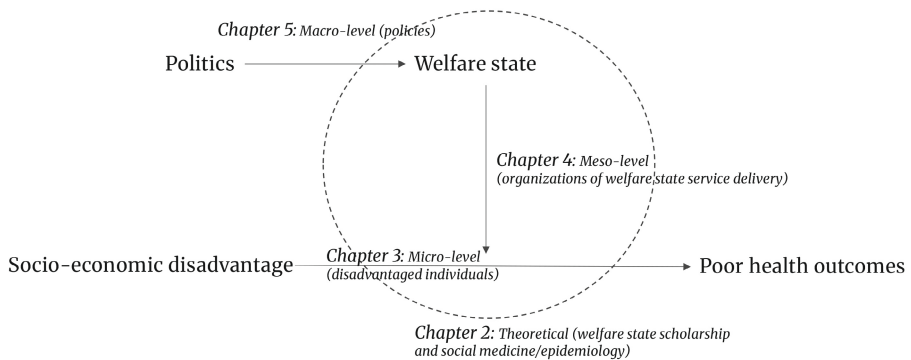 Chapter 5: Macro-level (policies)
Politics
Welfare state
Chapter 4: Meso-level
(organizations of welfare state service delivery)
Chapter 3: Micro-level
(disadvantaged individuals)
Socio-economic disadvantage
Poor health outcomes
Chapter 2: Theoretical (welfare state scholarship
and social medicine/epidemiology)